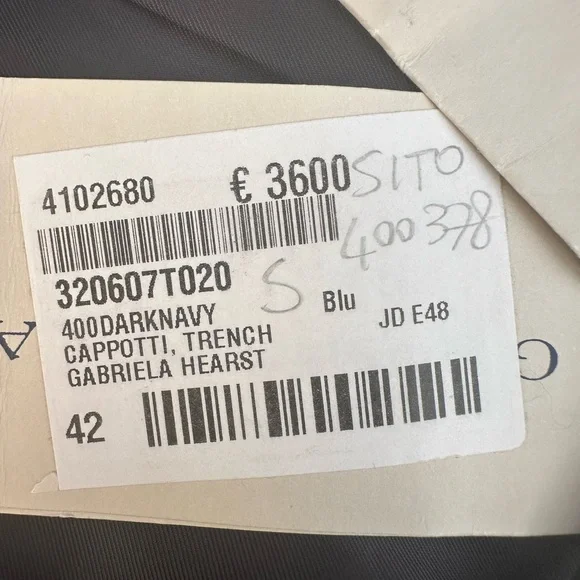 4102680 € 3600 SITO
400378
320607T020 S Blu JD E48
400DARKNAVY
CAPPOTTI, TRENCH
GABRIELA HEARST
42
A
G